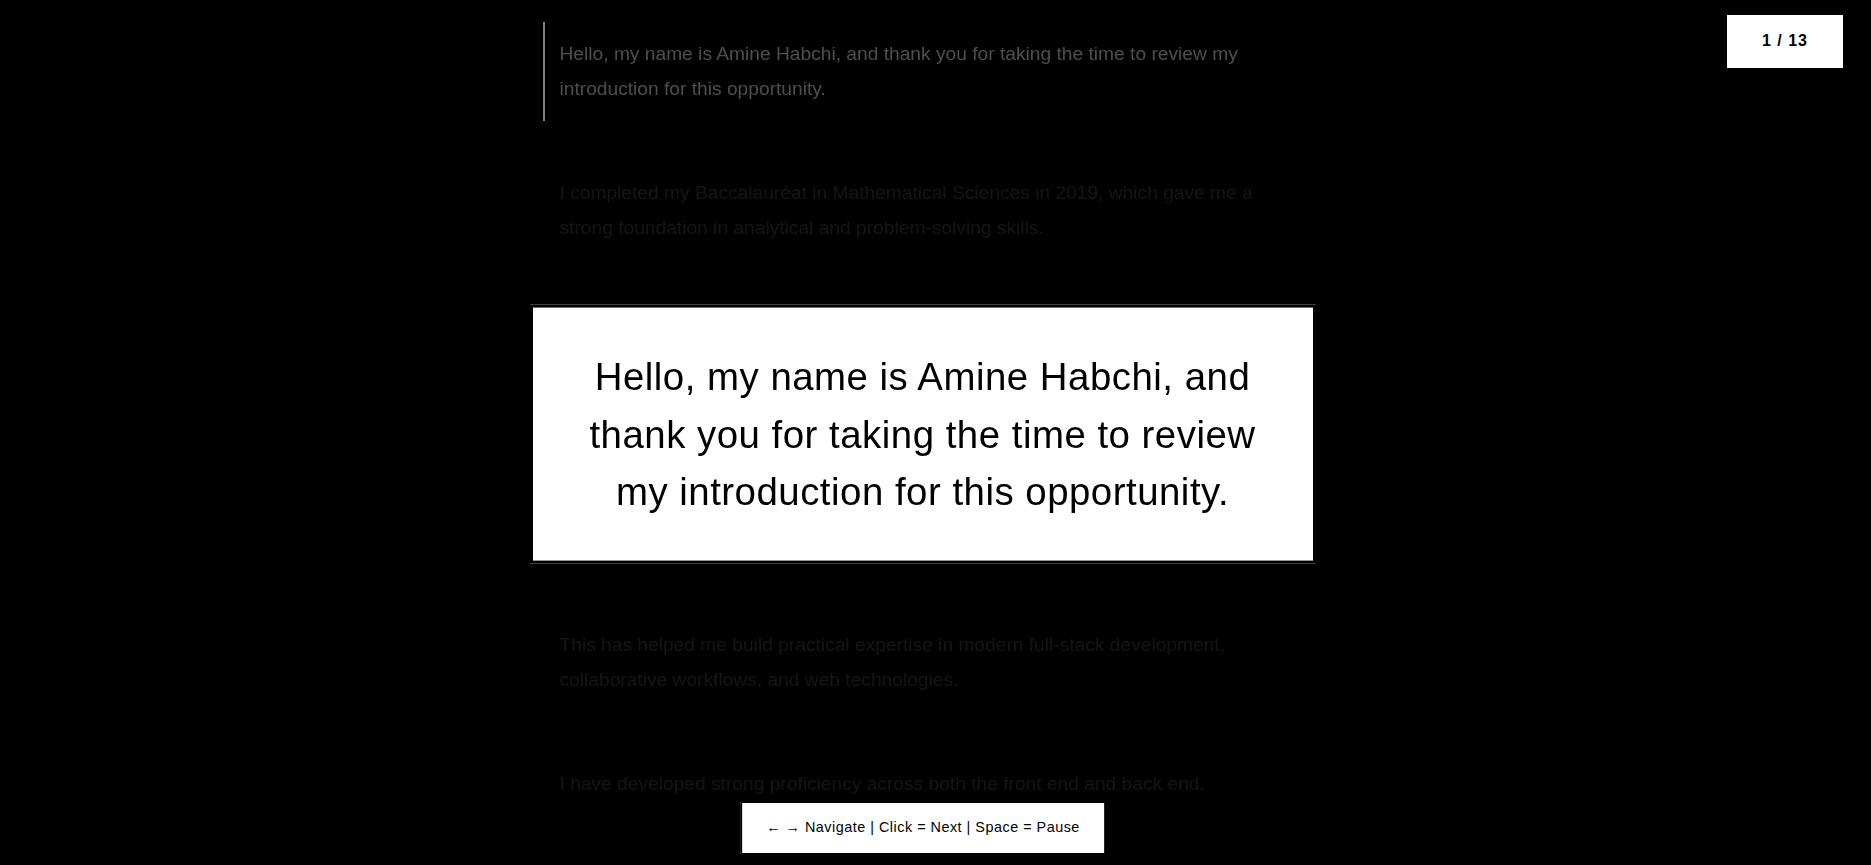 Hello, my name is Amine Habchi, and thank you for taking the time to review my
introduction for this opportunity.
1 / 13
I completed my Baccalauréat in Mathematical Sciences in 2019, which gave me a
strong foundation in analytical and problem-solving skills.
Hello, my name is Amine Habchi, and
thank you for taking the time to review
my introduction for this opportunity.
This has helped me build practical expertise in modern full-stack development,
collaborative workflows, and web technologies.
I have developed strong proficiency across both the front end and back end.
← → Navigate | Click = Next | Space = Pause